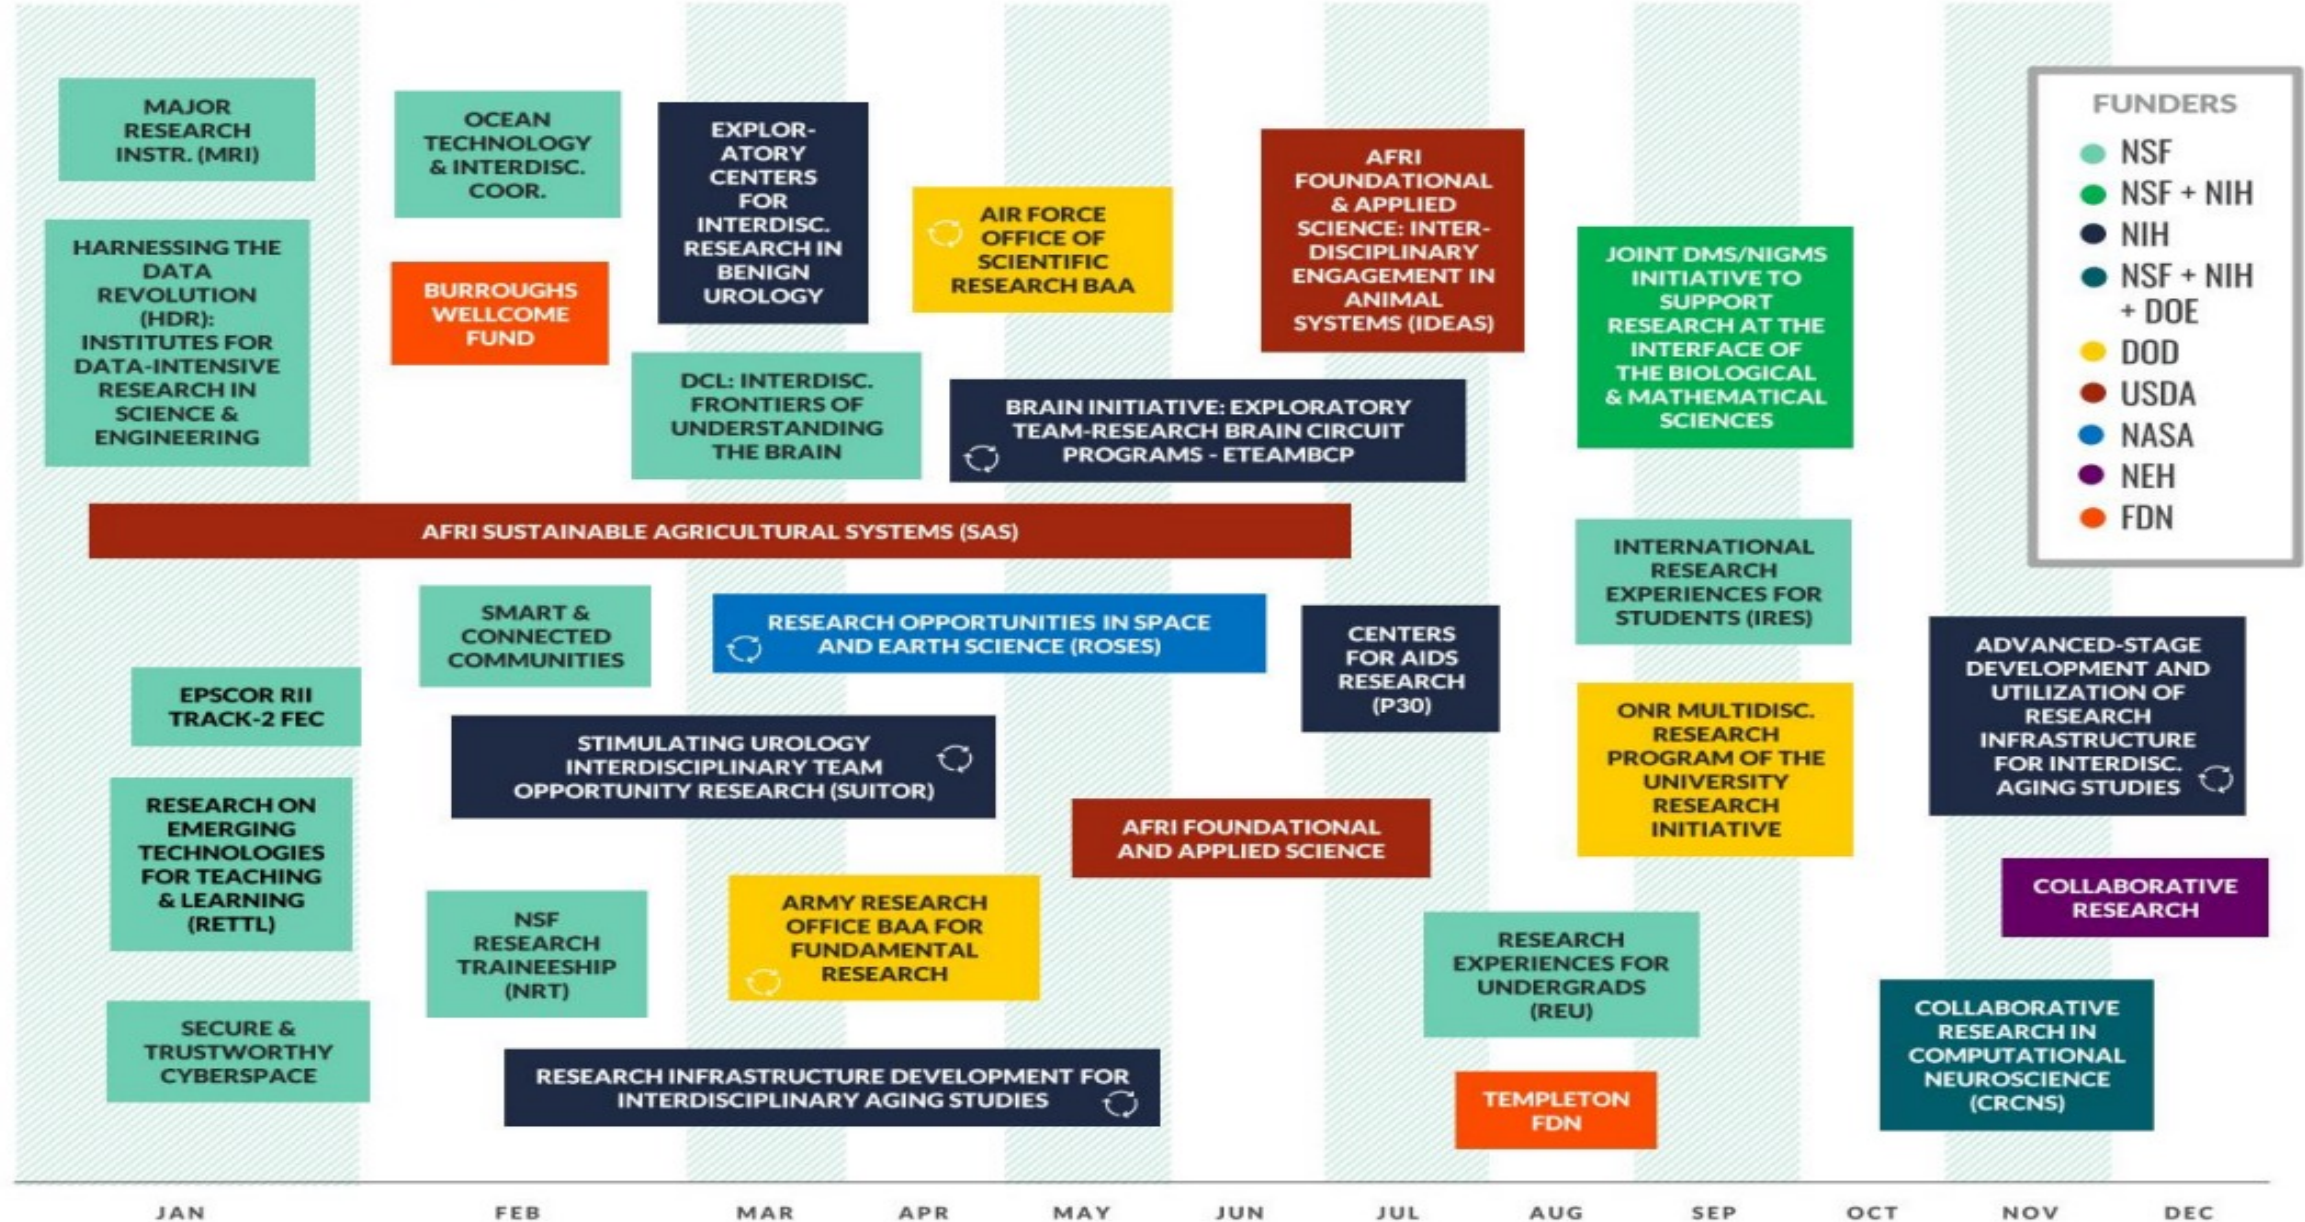 MAJOR
RESEARCH
INSTR. (MRI)
HARNESSING THE
DATA
REVOLUTION
(HDR):
INSTITUTES FOR
DATA-INTENSIVE
RESEARCH IN
SCIENCE &
ENGINEERING
OCEAN
TECHNOLOGY
& INTERDISC.
COOR.
BURROUGHS
WELLCOME
FUND
EXPLOR-
ATORY
CENTERS
FOR
INTERDISC.
RESEARCH IN
BENIGN
UROLOGY
DCL: INTERDISC.
FRONTIERS OF
UNDERSTANDING
THE BRAIN
AIR FORCE
OFFICE OF
SCIENTIFIC
RESEARCH BAA
BRAIN INITIATIVE: EXPLORATORY
TEAM-RESEARCH BRAIN CIRCUIT
PROGRAMS - ETEAMBCP
AFRI
FOUNDATIONAL
& APPLIED
SCIENCE: INTER-
DISCIPLINARY
ENGAGEMENT IN
ANIMAL
SYSTEMS (IDEAS)
JOINT DMS/NIGMS
INITIATIVE TO
SUPPORT
RESEARCH AT THE
INTERFACE OF
THE BIOLOGICAL
& MATHEMATICAL
SCIENCES
FUNDERS
NSF
NSF + NIH
NIH
NSF + NIH
+ DOE
DOD
USDA
NASA
NEH
FDN
AFRI SUSTAINABLE AGRICULTURAL SYSTEMS (SAS)
EPSCOR RII
TRACK-2 FEC
RESEARCH ON
EMERGING
TECHNOLOGIES
FOR TEACHING
& LEARNING
(RETTL)
SECURE &
TRUSTWORTHY
CYBERSPACE
SMART &
CONNECTED
COMMUNITIES
RESEARCH OPPORTUNITIES IN SPACE
AND EARTH SCIENCE (ROSES)
STIMULATING UROLOGY
INTERDISCIPLINARY TEAM
OPPORTUNITY RESEARCH (SUITOR)
NSF
RESEARCH
TRAINEESHIP
(NRT)
ARMY RESEARCH
OFFICE BAA FOR
FUNDAMENTAL
RESEARCH
RESEARCH INFRASTRUCTURE DEVELOPMENT FOR
INTERDISCIPLINARY AGING STUDIES
CENTERS
FOR AIDS
RESEARCH
(P30)
AFRI FOUNDATIONAL
AND APPLIED SCIENCE
INTERNATIONAL
RESEARCH
EXPERIENCES FOR
STUDENTS (IRES)
ONR MULTIDISC.
RESEARCH
PROGRAM OF THE
UNIVERSITY
RESEARCH
INITIATIVE
RESEARCH
EXPERIENCES FOR
UNDERGRADS
(REU)
TEMPLETON
FDN
ADVANCED-STAGE
DEVELOPMENT AND
UTILIZATION OF
RESEARCH
INFRASTRUCTURE
FOR INTERDISC.
AGING STUDIES
COLLABORATIVE
RESEARCH
COLLABORATIVE
RESEARCH IN
COMPUTATIONAL
NEUROSCIENCE
(CRCNS)
JAN FEB MAR APR MAY JUN JUL AUG SEP OCT NOV DEC